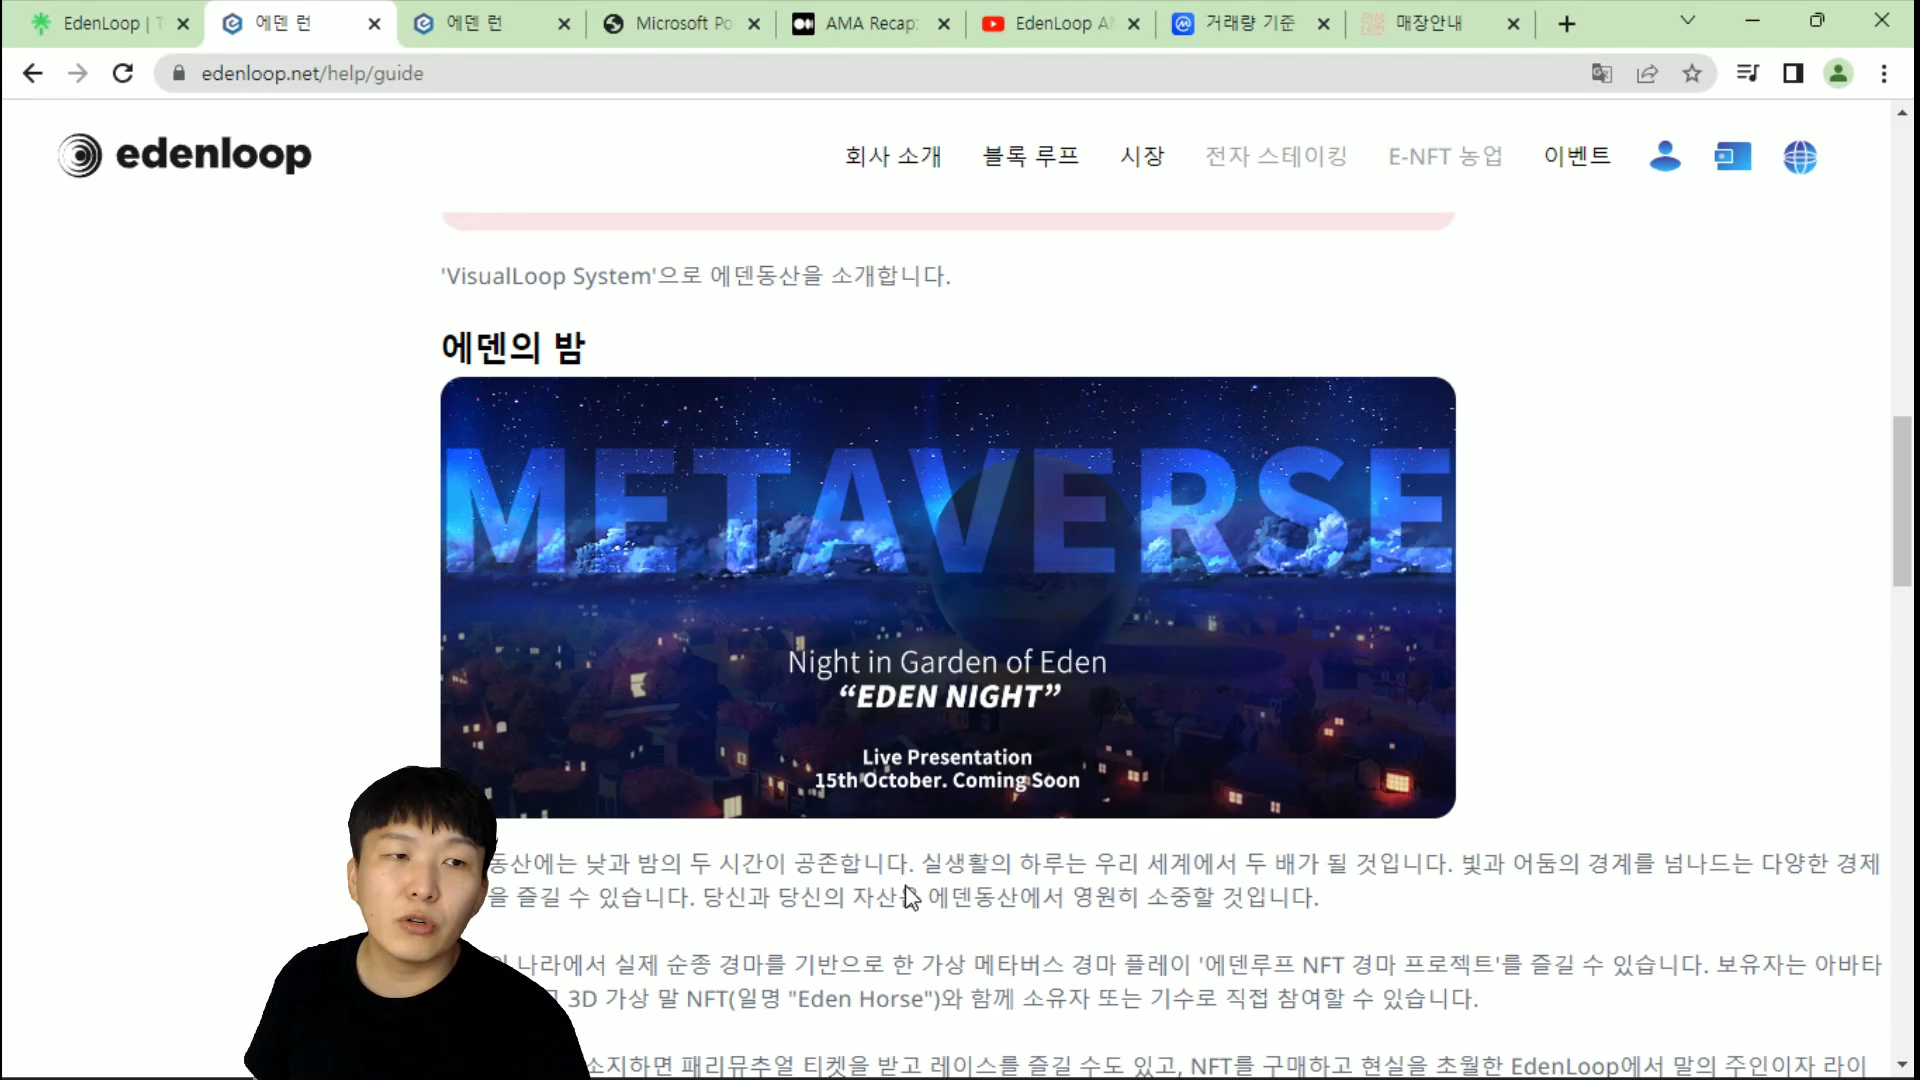 EdenLoop | T
에덴 런
에덴 런
Microsoft Po
AMA Recap:
EdenLoop AM
거래량 기준
매장안내
edenloop.net/help/guide
edenloop
회사 소개 블록 루프 시장 전자 스테이킹 E-NFT 농업 이벤트
'VisualLoop System'으로 에덴동산을 소개합니다.
에덴의 밤
METAVERSE
Night in Garden of Eden
“EDEN NIGHT”
Live Presentation
15th October. Coming Soon
동산에는 낮과 밤의 두 시간이 공존합니다. 실생활의 하루는 우리 세계에서 두 배가 될 것입니다. 빛과 어둠의 경계를 넘나드는 다양한 경제
을 즐길 수 있습니다. 당신과 당신의 자산은 에덴동산에서 영원히 소중할 것입니다.
나라에서 실제 순종 경마를 기반으로 한 가상 메타버스 경마 플레이 '에덴루프 NFT 경마 프로젝트'를 즐길 수 있습니다. 보유자는 아바타
3D 가상 말 NFT(일명 "Eden Horse")와 함께 소유자 또는 기수로 직접 참여할 수 있습니다.
소지하면 패리뮤추얼 티켓을 받고 레이스를 즐길 수도 있고, NFT를 구매하고 현실을 초월한 EdenLoop에서 말의 주인이자 라이